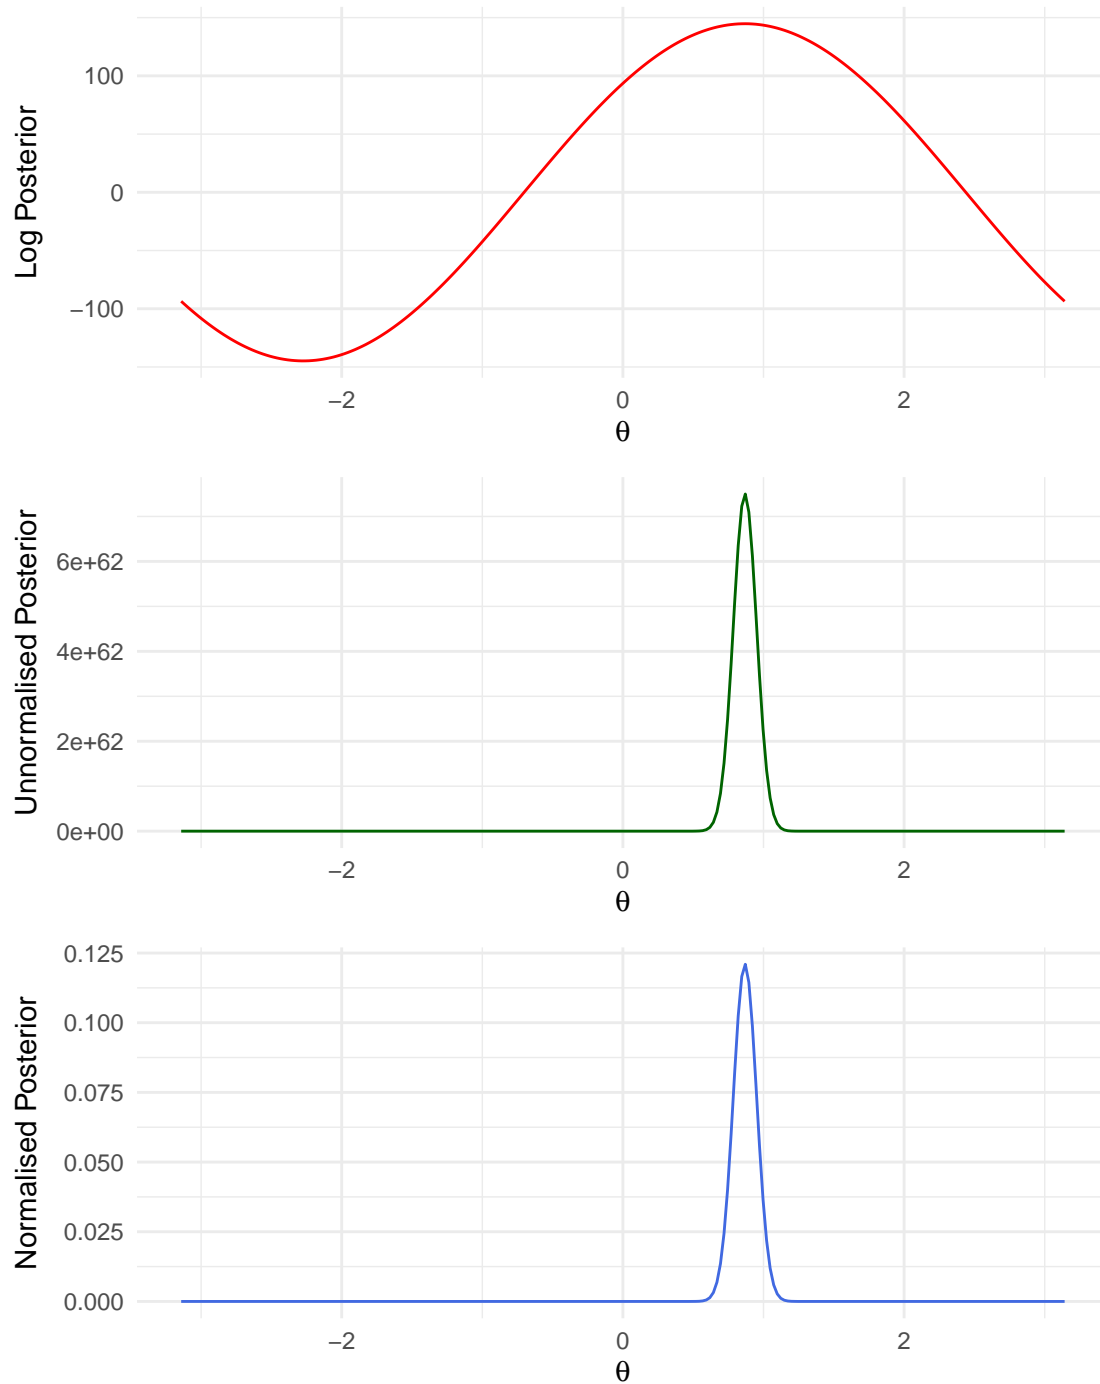 Log Posterior
100
0
−100
−2 0 2
θ
Unnormalised Posterior
6e+62
4e+62
2e+62
0e+00
−2 0 2
θ
Normalised Posterior
0.125
0.100
0.075
0.050
0.025
0.000
−2 0 2
θ